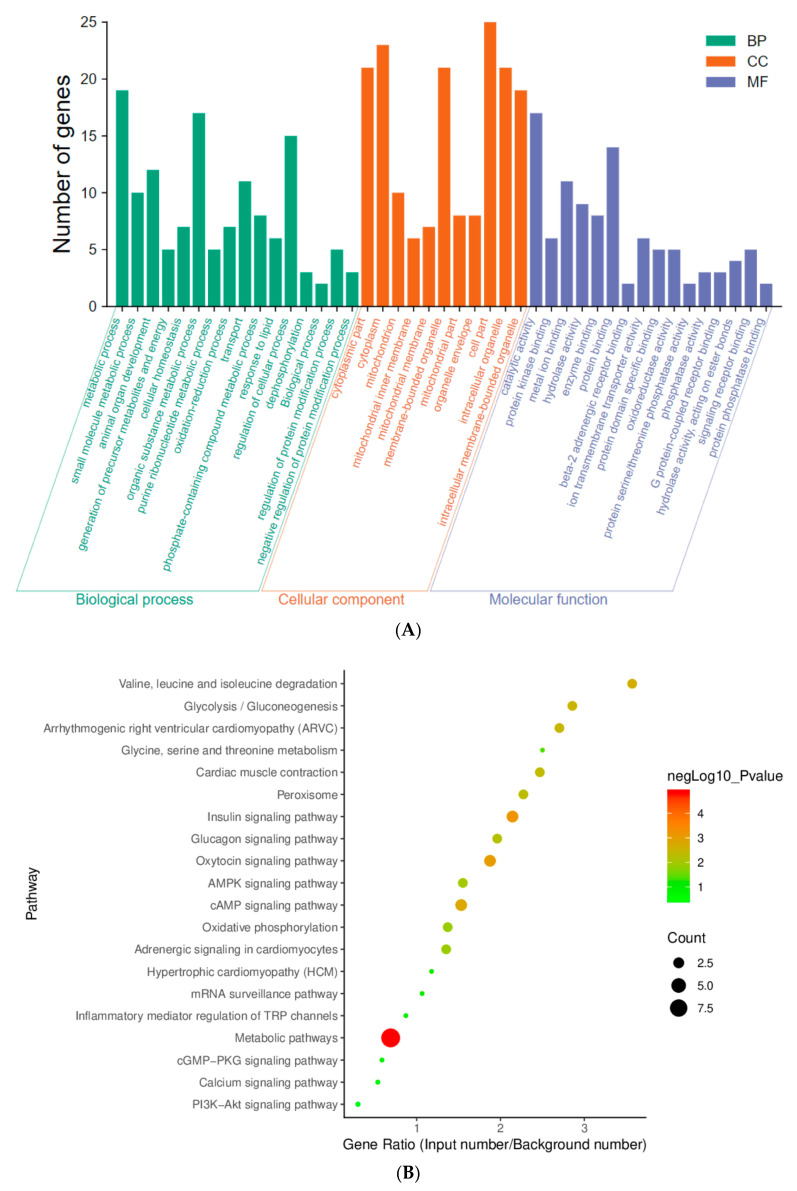 25
20
15
10
5
0
Number of genes
BP
CC
MF
metabolic process
small molecule metabolic process
animal organ development
generation of precursor metabolites and energy
cellular homeostasis
organic substance metabolic process
purine ribonucleotide metabolic process
oxidation-reduction process
transport
phosphate-containing compound metabolic process
response to lipid
regulation of cellular process
dephosphorylation
Biological process
regulation of protein modification process
negative regulation of protein modification process
cytoplasmic part
cytoplasm
mitochondrion
mitochondrial inner membrane
mitochondrial membrane
membrane-bounded organelle
mitochondrial part
organelle envelope
cell part
intracellular organelle
intracellular membrane-bounded organelle
catalytic activity
protein kinase binding
metal ion binding
hydrolase activity
enzyme binding
protein binding
beta-2 adrenergic receptor binding
ion transmembrane transporter activity
protein domain specific binding
oxidoreductase activity
protein serine/threonine phosphatase activity
phosphatase activity
G protein-coupled receptor binding
hydrolase activity, acting on ester bonds
signaling receptor binding
protein phosphatase binding
Biological process
Cellular component
Molecular function
(A)
Pathway
Valine, leucine and isoleucine degradation
Glycolysis / Gluconeogenesis
Arrhythmogenic right ventricular cardiomyopathy (ARVC)
Glycine, serine and threonine metabolism
Cardiac muscle contraction
Peroxisome
Insulin signaling pathway
Glucagon signaling pathway
Oxytocin signaling pathway
AMPK signaling pathway
cAMP signaling pathway
Oxidative phosphorylation
Adrenergic signaling in cardiomyocytes
Hypertrophic cardiomyopathy (HCM)
mRNA surveillance pathway
Inflammatory mediator regulation of TRP channels
Metabolic pathways
cGMP−PKG signaling pathway
Calcium signaling pathway
PI3K−Akt signaling pathway
1
2
3
Gene Ratio (Input number/Background number)
negLog10_Pvalue
4
3
2
1
Count
2.5
5.0
7.5
(B)